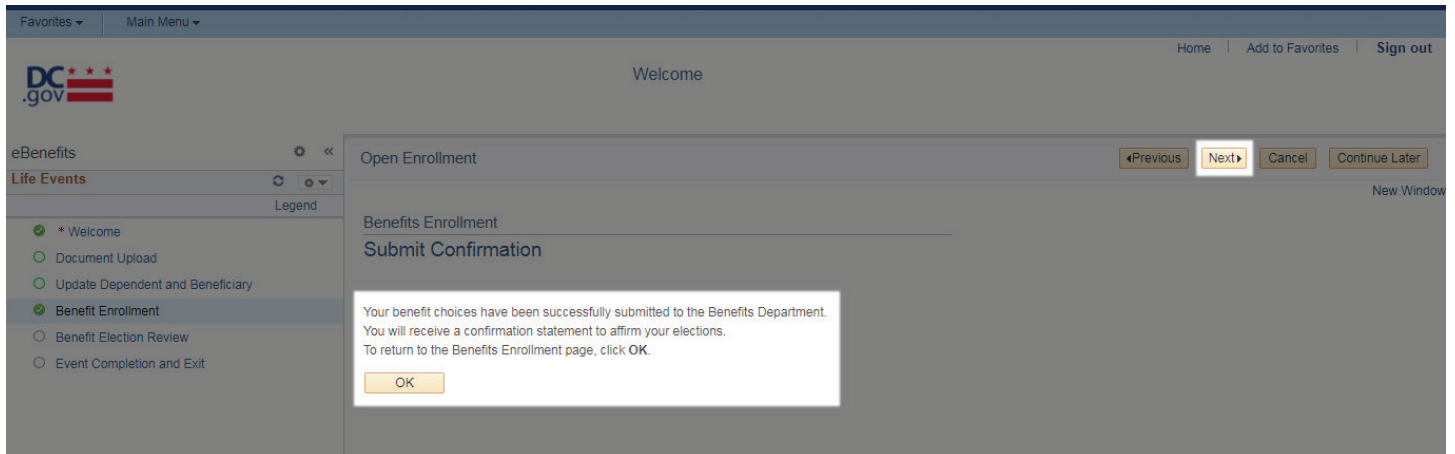 Favorites Main Menu
Home Add to Favorites Sign out
DC
.gov
Welcome
eBenefits
Life Events
Legend
* Welcome
Document Upload
Update Dependent and Beneficiary
Benefit Enrollment
Benefit Election Review
Event Completion and Exit
Open Enrollment
Previous Next Cancel Continue Later
New Window
Benefits Enrollment
Submit Confirmation
Your benefit choices have been successfully submitted to the Benefits Department.
You will receive a confirmation statement to affirm your elections.
To return to the Benefits Enrollment page, click OK.
OK